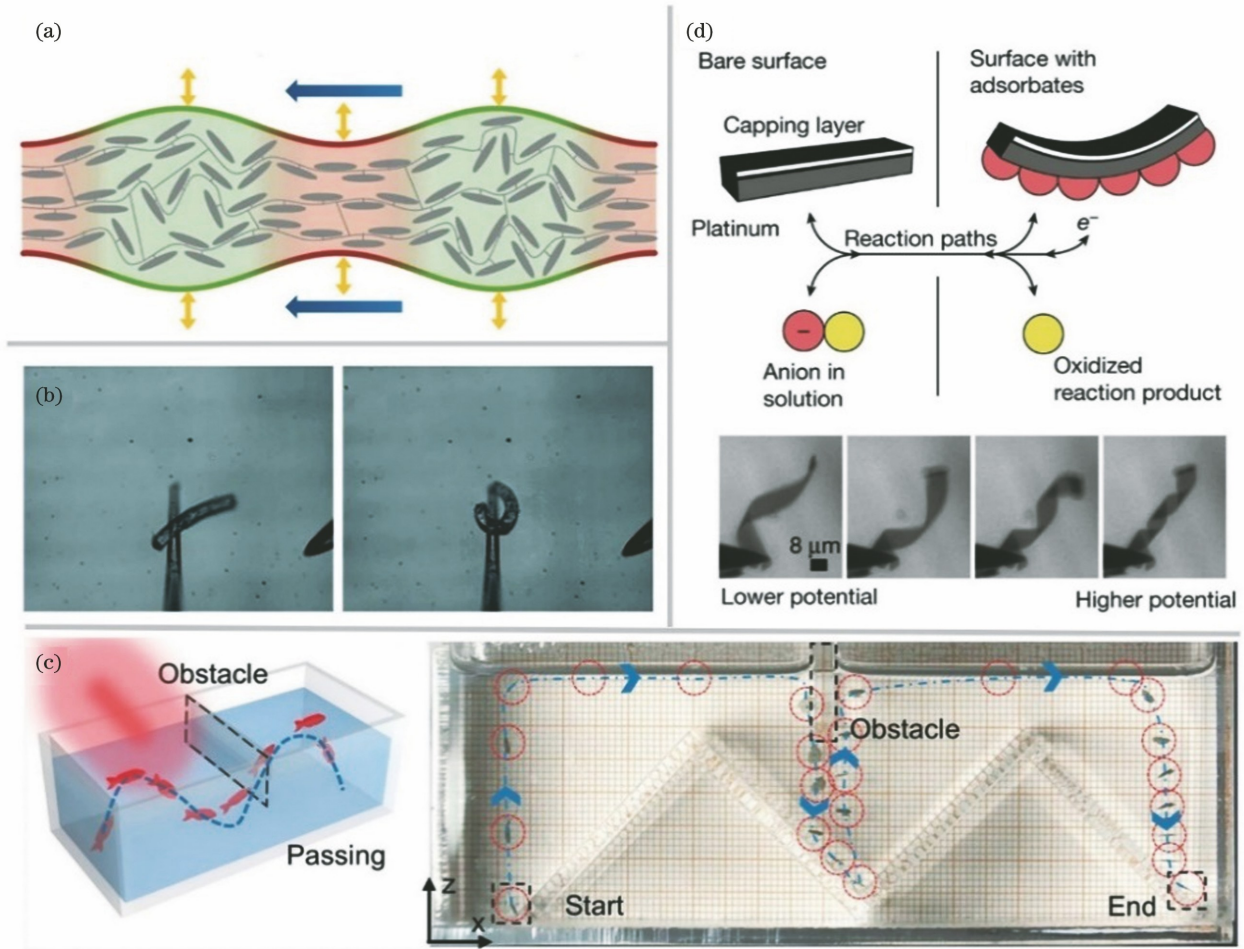 (a)
(b)
(c)
Obstacle
Passing
Obstacle
Z
X
Start
End
(d)
Bare surface
Surface with
adsorbates
Capping layer
Platinum
Reaction paths
e⁻
−
Anion in
solution
Oxidized
reaction product
8 μm
Lower potential
Higher potential